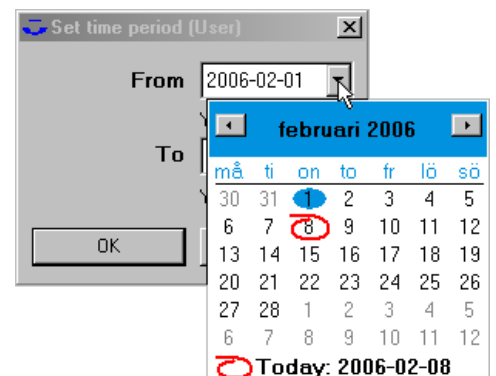 Set time period (User)
From 2006-02-01
februari 2006
To
må ti on to fr lö sö
30 31 1 2 3 4 5
6 7 8 9 10 11 12
OK
13 14 15 16 17 18 19
20 21 22 23 24 25 26
27 28 1 2 3 4 5
6 7 8 9 10 11 12
Today: 2006-02-08